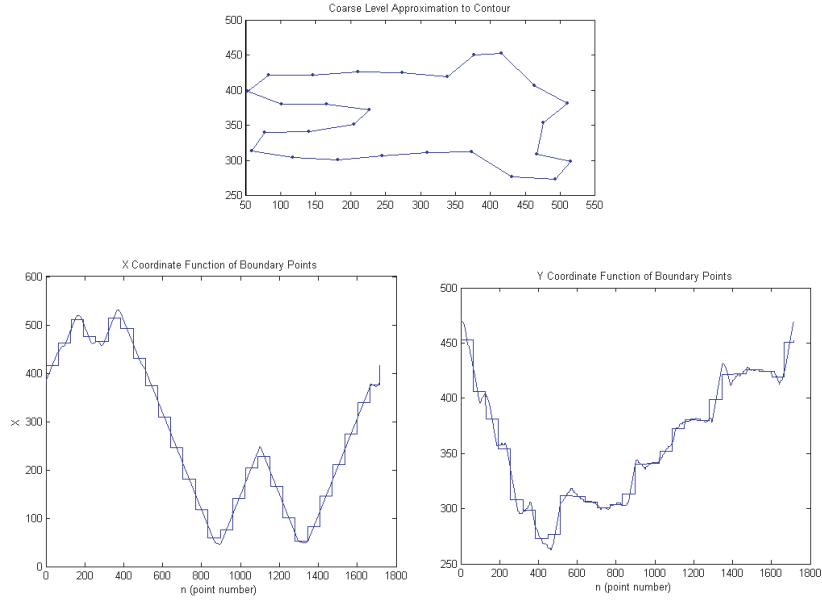 Coarse Level Approximation to Contour
500
450
400
350
300
250
50 100 150 200 250 300 350 400 450 500 550
X Coordinate Function of Boundary Points
600
500
400
300
200
100
0
X
0 200 400 600 800 1000 1200 1400 1600 1800
n (point number)
Y Coordinate Function of Boundary Points
500
450
400
350
300
250
0 200 400 600 800 1000 1200 1400 1600 1800
n (point number)